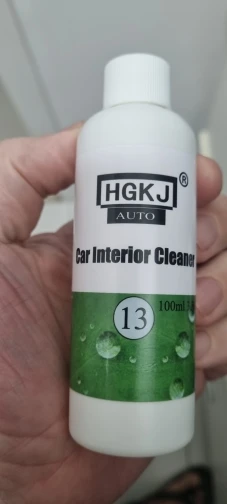 HGKJ ®
AUTO
Car Interior Cleaner
13
100ml